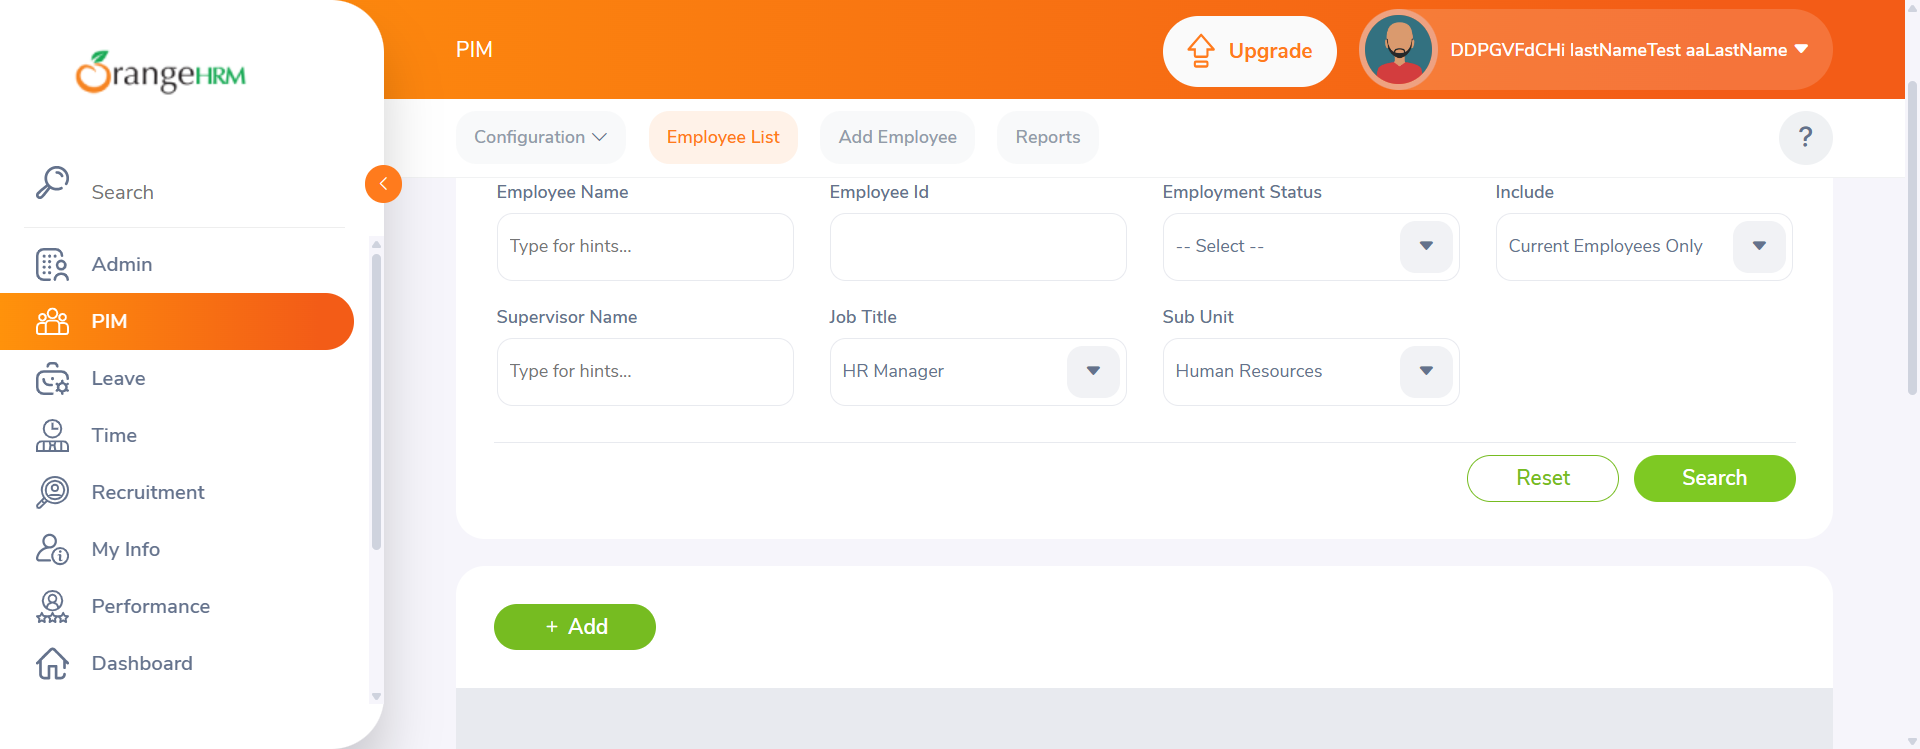 OrangeHRM
PIM
Upgrade
DDPGVFdCHi lastNameTest aaLastName
Configuration
Employee List
Add Employee
Reports
?
Search
Admin
PIM
Leave
Time
Recruitment
My Info
Performance
Dashboard
Employee Name
Employee Id
Employment Status
Include
Type for hints...
-- Select --
Current Employees Only
Supervisor Name
Job Title
Sub Unit
Type for hints...
HR Manager
Human Resources
Reset
Search
+ Add